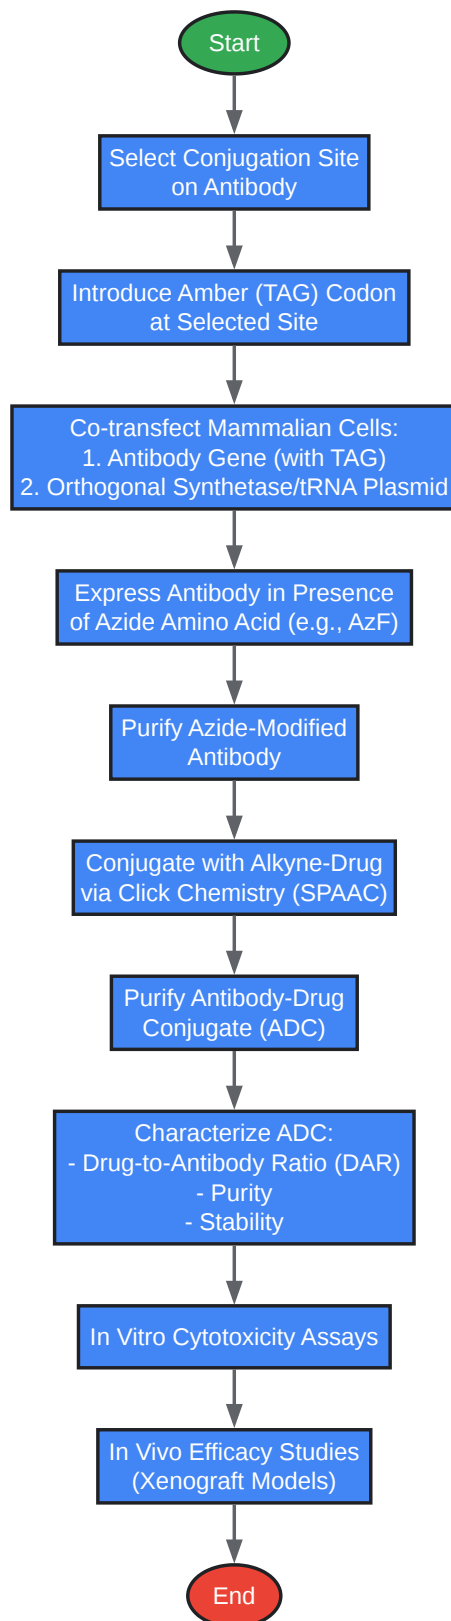 Start
Select Conjugation Site
on Antibody
Introduce Amber (TAG) Codon
at Selected Site
Co-transfect Mammalian Cells:
1. Antibody Gene (with TAG)
2. Orthogonal Synthetase/tRNA Plasmid
Express Antibody in Presence
of Azide Amino Acid (e.g., AzF)
Purify Azide-Modified
Antibody
Conjugate with Alkyne-Drug
via Click Chemistry (SPAAC)
Purify Antibody-Drug
Conjugate (ADC)
Characterize ADC:
- Drug-to-Antibody Ratio (DAR)
- Purity
- Stability
In Vitro Cytotoxicity Assays
In Vivo Efficacy Studies
(Xenograft Models)
End